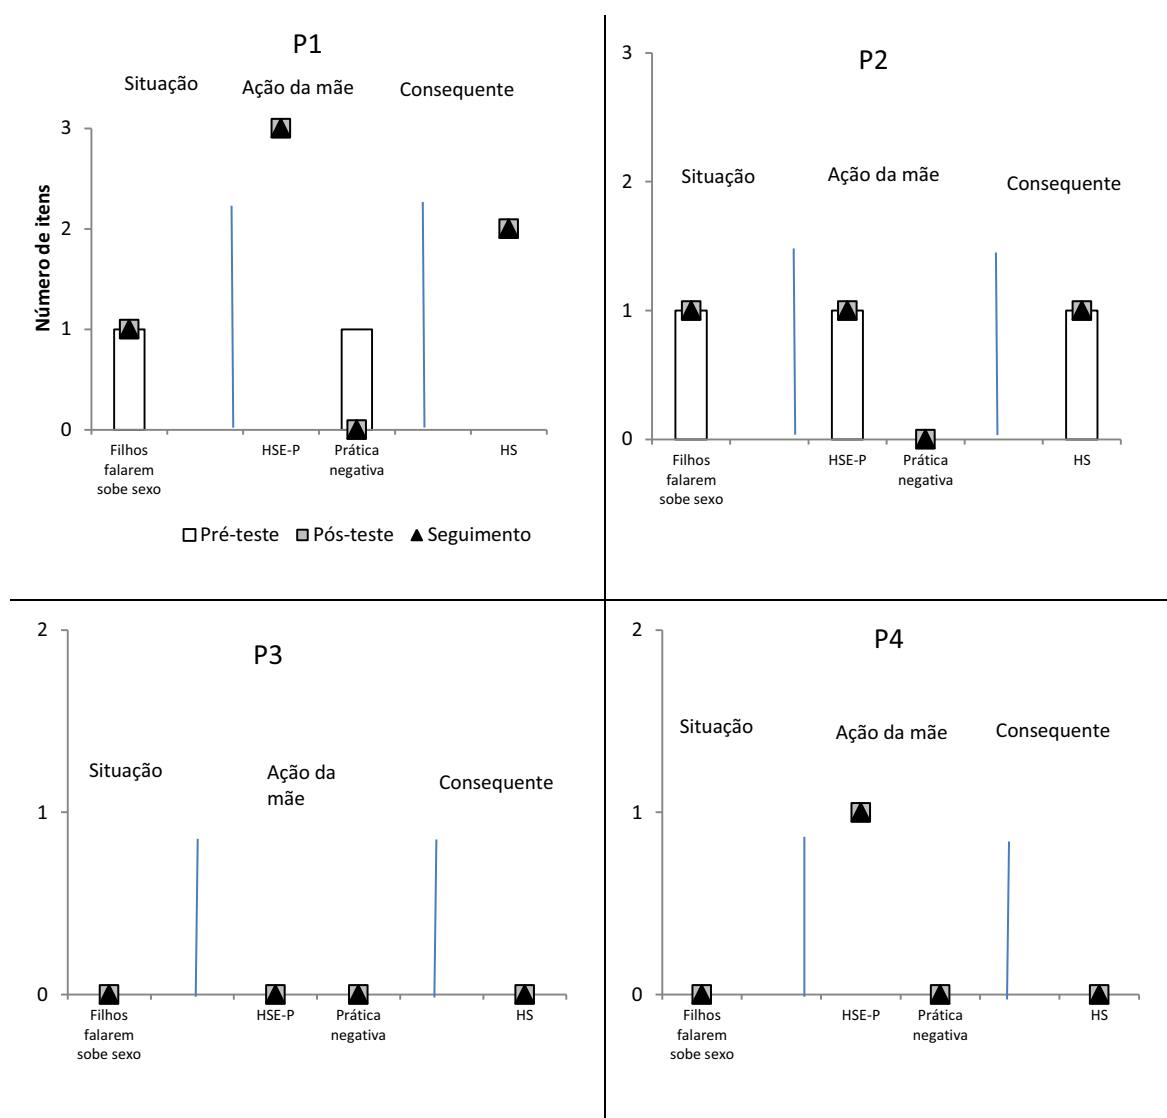 P1
Situação
Ação da mãe
Consequente
Número de itens
3
2
1
0
Filhos
falarem
sobe sexo
HSE-P
Prática
negativa
HS
Pré-teste
Pós-teste
Seguimento
P2
3
2
1
0
Situação
Ação da mãe
Consequente
Filhos
falarem
sobe sexo
HSE-P
Prática
negativa
HS
P3
2
1
0
Situação
Ação da
mãe
Consequente
Filhos
falarem
sobe sexo
HSE-P
Prática
negativa
HS
P4
2
1
0
Situação
Ação da mãe
Consequente
Filhos
falarem
sobe sexo
HSE-P
Prática
negativa
HS